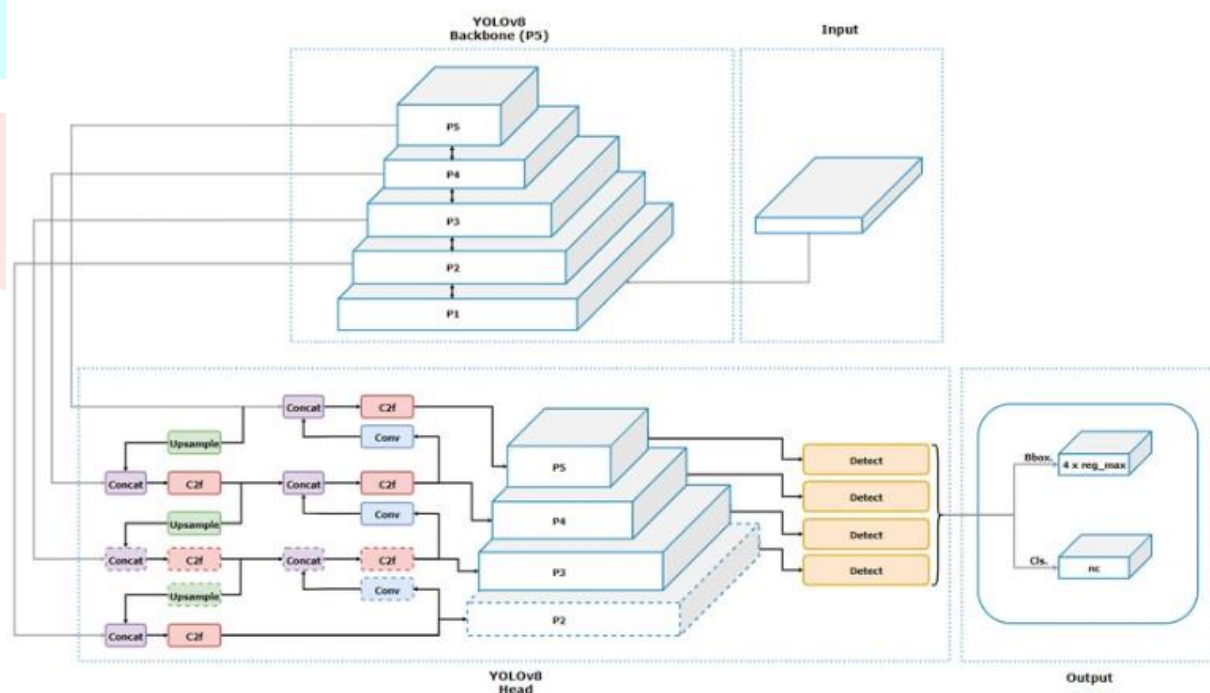 YOLOv8
Backbone (P5)
Input
P5
P4
P3
P2
P1
Concat
C2f
Upsample
Conv
Concat
C2f
Concat
C2f
Upsample
Conv
Concat
C2f
Concat
C2f
Upsample
Conv
Concat
C2f
P5
P4
P3
P2
Detect
Detect
Detect
Detect
Bbox.
4 x reg_max
Cls.
nc
YOLOv8
Head
Output